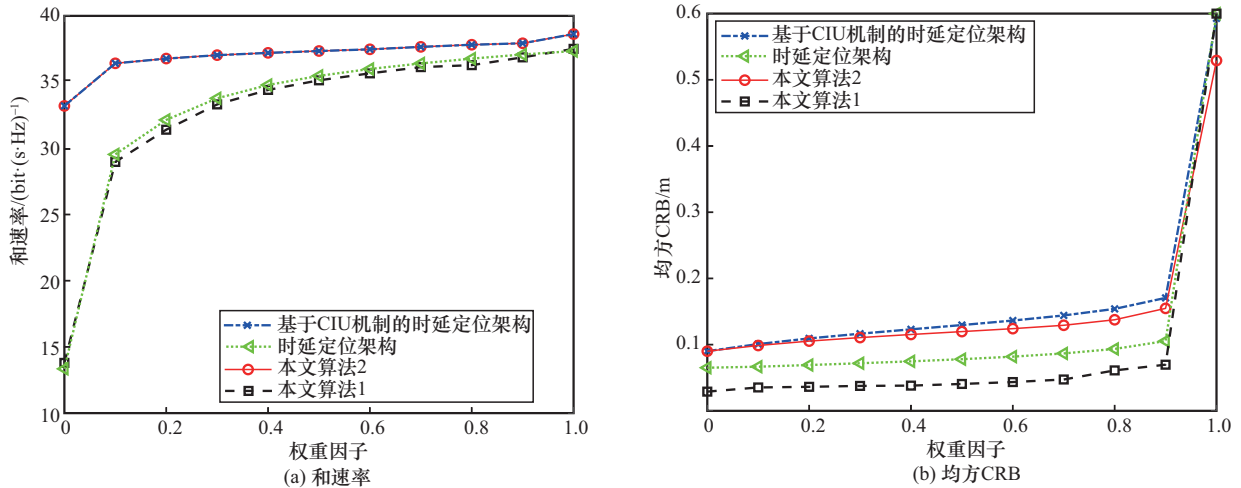 40
35
30
25
20
15
10
和速率/(bit·(s·Hz)⁻¹)
基于CIU机制的时延定位架构
时延定位架构
本文算法2
本文算法1
0
0.2
0.4
0.6
0.8
1.0
权重因子
(a) 和速率
0.6
0.5
0.4
0.3
0.2
0.1
均方CRB/m
基于CIU机制的时延定位架构
时延定位架构
本文算法2
本文算法1
0
0.2
0.4
0.6
0.8
1.0
权重因子
(b) 均方CRB